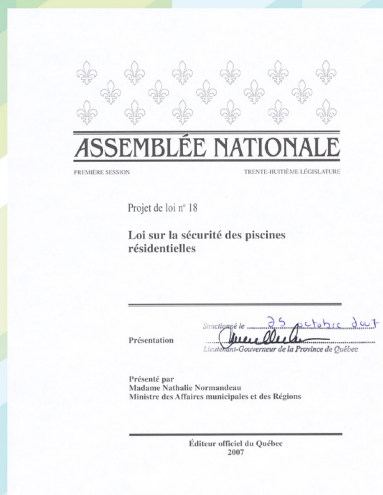 ASSEMBLÉE NATIONALE
PREMIÈRE SESSION TRENTE-HUITIÈME LÉGISLATURE
Projet de loi nº 18
Loi sur la sécurité des piscines
résidentielles
Sanctionné le 25 octobre
Présentation
Lieutenant-Gouverneur de la Province de Québec
Présenté par
Madame Nathalie Normandeau
Ministre des Affaires municipales et des Régions
Éditeur officiel du Québec
2007